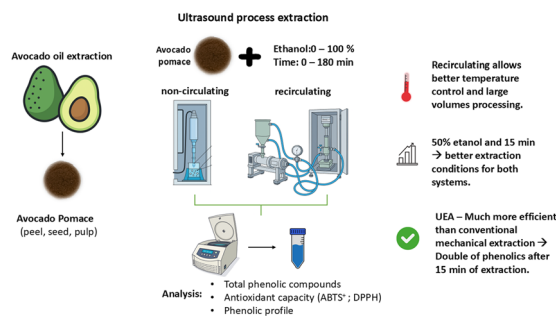 Ultrasound process extraction
Avocado oil extraction
Avocado Pomace
(peel, seed, pulp)
Avocado
pomace
Ethanol:0 – 100 %
Time: 0 – 180 min
non-circulating
recirculating
Analysis:
• Total phenolic compounds
• Antioxidant capacity (ABTS⁺ ; DPPH)
• Phenolic profile
Recirculating allows
better temperature
control and large
volumes processing.
50% etanol and 15 min
→ better extraction
conditions for both
systems.
UEA – Much more efficient
than conventional
mechanical extraction →
Double of phenolics after
15 min of extraction.